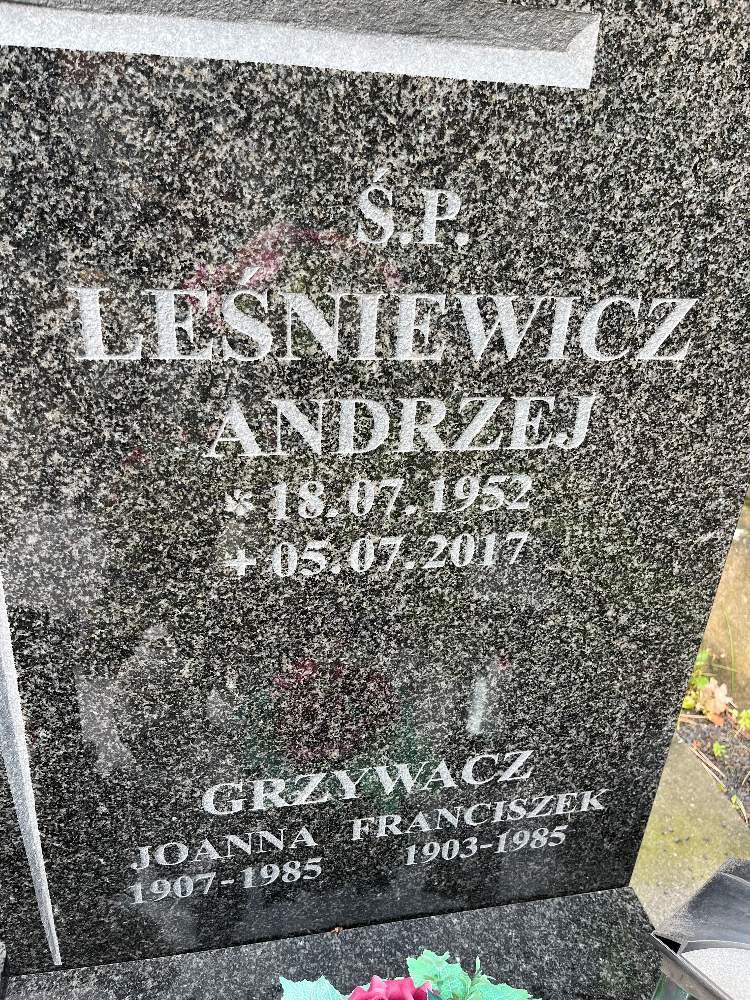 Ś.P.
LEŚNIEWICZ
ANDRZEJ
* 18.07.1952
+ 05.07.2017
GRZYWACZ
JOANNA FRANCISZEK
1907-1985 1903-1985